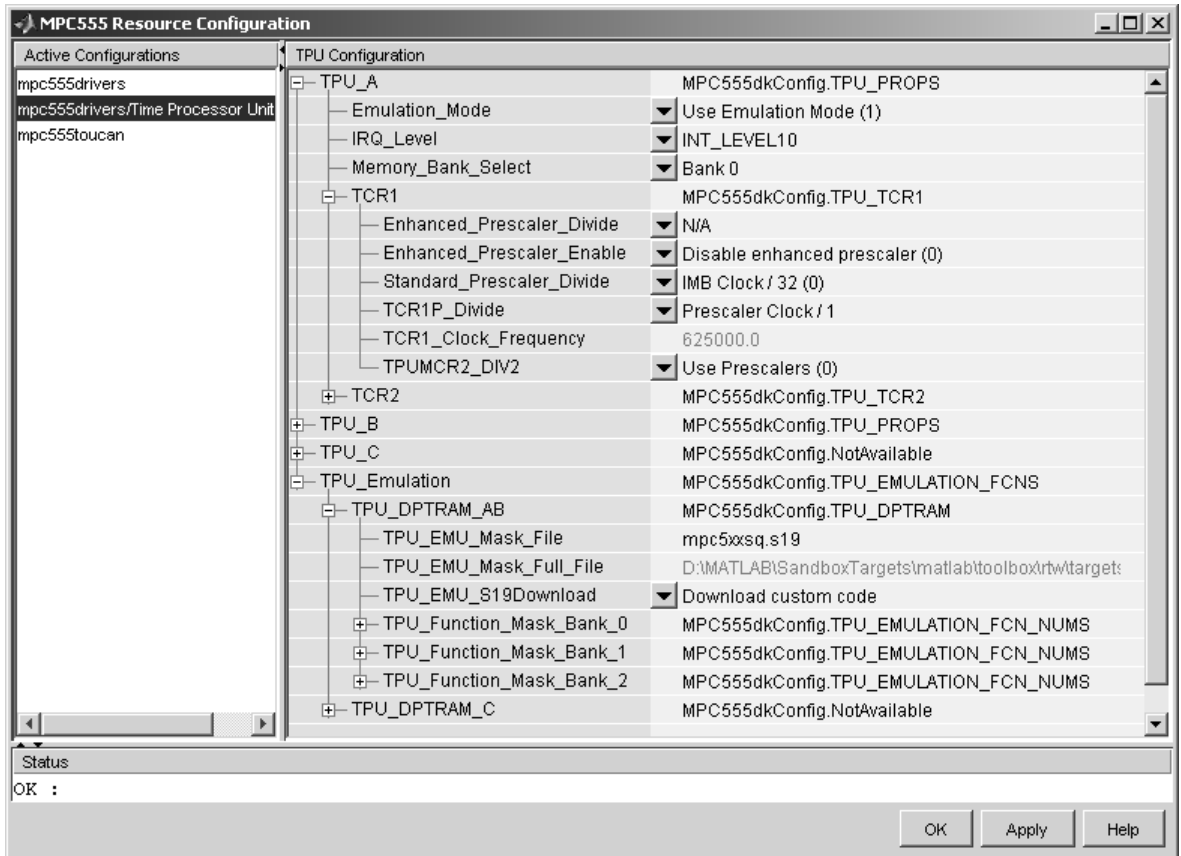 MPC555 Resource Configuration
Active Configurations
mpc555drivers
mpc555drivers/Time Processor Unit
mpc555toucan
TPU Configuration
TPU_A MPC555dkConfig.TPU_PROPS
Emulation_Mode Use Emulation Mode (1)
IRQ_Level INT_LEVEL10
Memory_Bank_Select Bank 0
TCR1 MPC555dkConfig.TPU_TCR1
Enhanced_Prescaler_Divide N/A
Enhanced_Prescaler_Enable Disable enhanced prescaler (0)
Standard_Prescaler_Divide IMB Clock / 32 (0)
TCR1P_Divide Prescaler Clock / 1
TCR1_Clock_Frequency 625000.0
TPUMCR2_DIV2 Use Prescalers (0)
TCR2 MPC555dkConfig.TPU_TCR2
TPU_B MPC555dkConfig.TPU_PROPS
TPU_C MPC555dkConfig.NotAvailable
TPU_Emulation MPC555dkConfig.TPU_EMULATION_FCNS
TPU_DPTRAM_AB MPC555dkConfig.TPU_DPTRAM
TPU_EMU_Mask_File mpc5xxsq.s19
TPU_EMU_Mask_Full_File D:\MATLAB\SandboxTargets\matlab\toolbox\rtw\targets
TPU_EMU_S19Download Download custom code
TPU_Function_Mask_Bank_0 MPC555dkConfig.TPU_EMULATION_FCN_NUMS
TPU_Function_Mask_Bank_1 MPC555dkConfig.TPU_EMULATION_FCN_NUMS
TPU_Function_Mask_Bank_2 MPC555dkConfig.TPU_EMULATION_FCN_NUMS
TPU_DPTRAM_C MPC555dkConfig.NotAvailable
Status
OK :
OK Apply Help